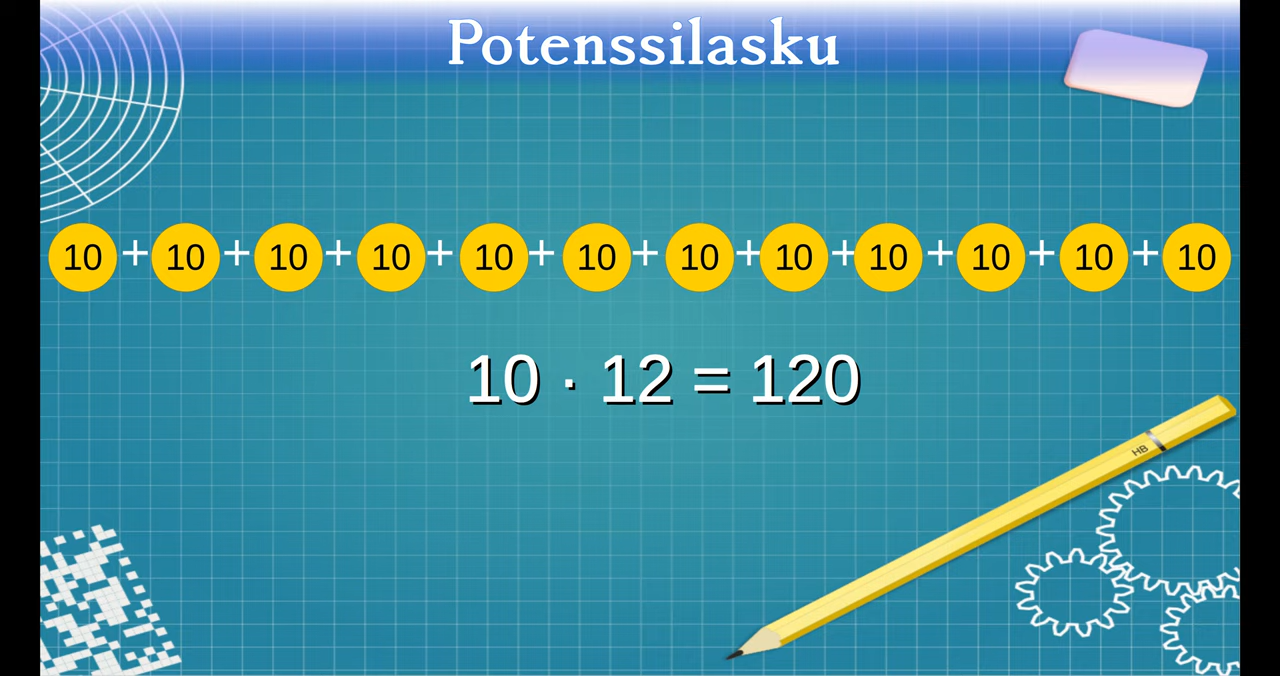 Potenssilasku
10 + 10 + 10 + 10 + 10 + 10 + 10 + 10 + 10 + 10 + 10 + 10
10 · 12 = 120
HB